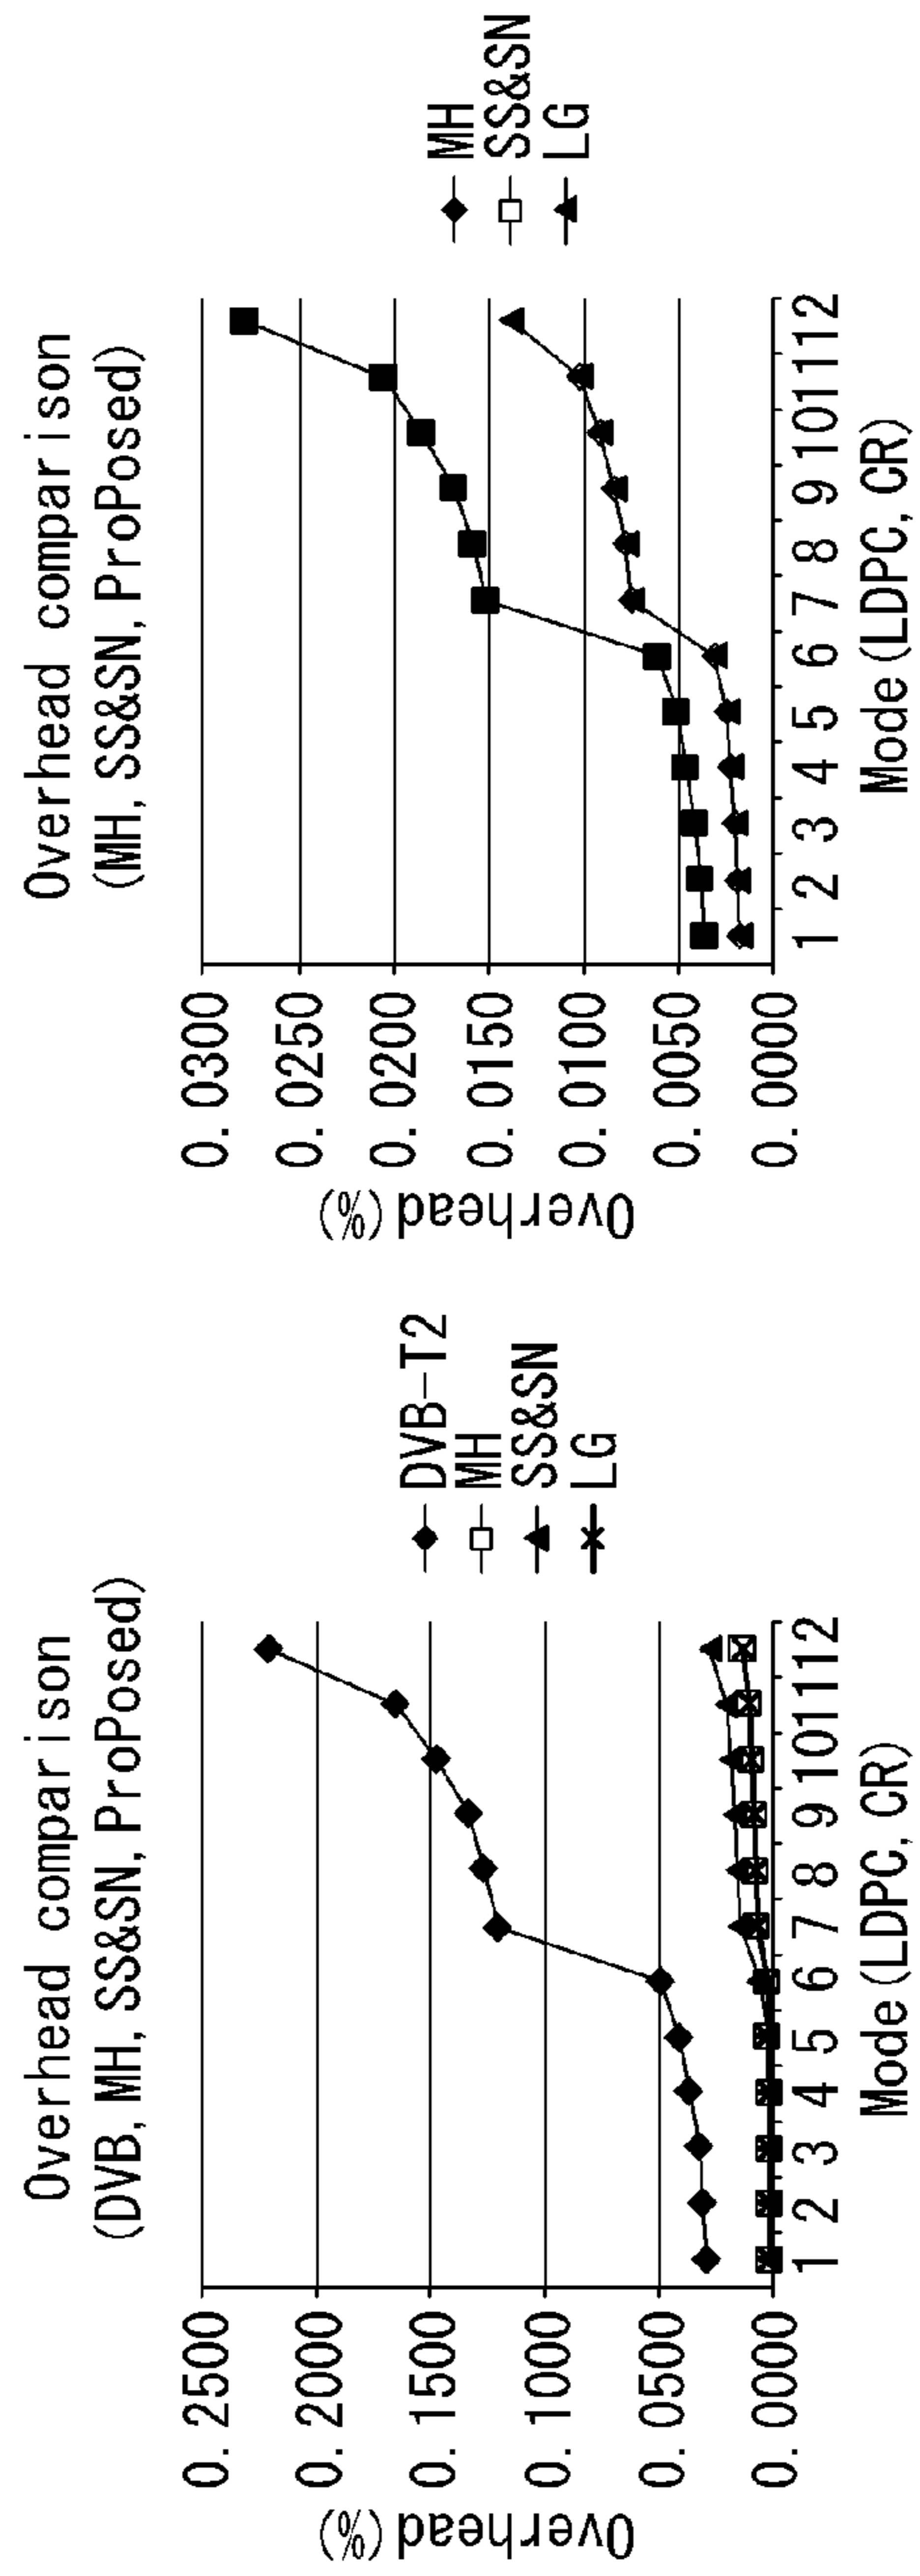 Overhead comparison
(DVB, MH, SS&SN, ProPosed)
Overhead (%)
0. 2500
0. 2000
0. 1500
0. 1000
0. 0500
0. 0000
1 2 3 4 5 6 7 8 9 10 11 12
Mode (LDPC, CR)
DVB-T2
MH
SS&SN
LG
Overhead comparison
(MH, SS&SN, ProPosed)
Overhead (%)
0. 0300
0. 0250
0. 0200
0. 0150
0. 0100
0. 0050
0. 0000
1 2 3 4 5 6 7 8 9 10 11 12
Mode (LDPC, CR)
MH
SS&SN
LG